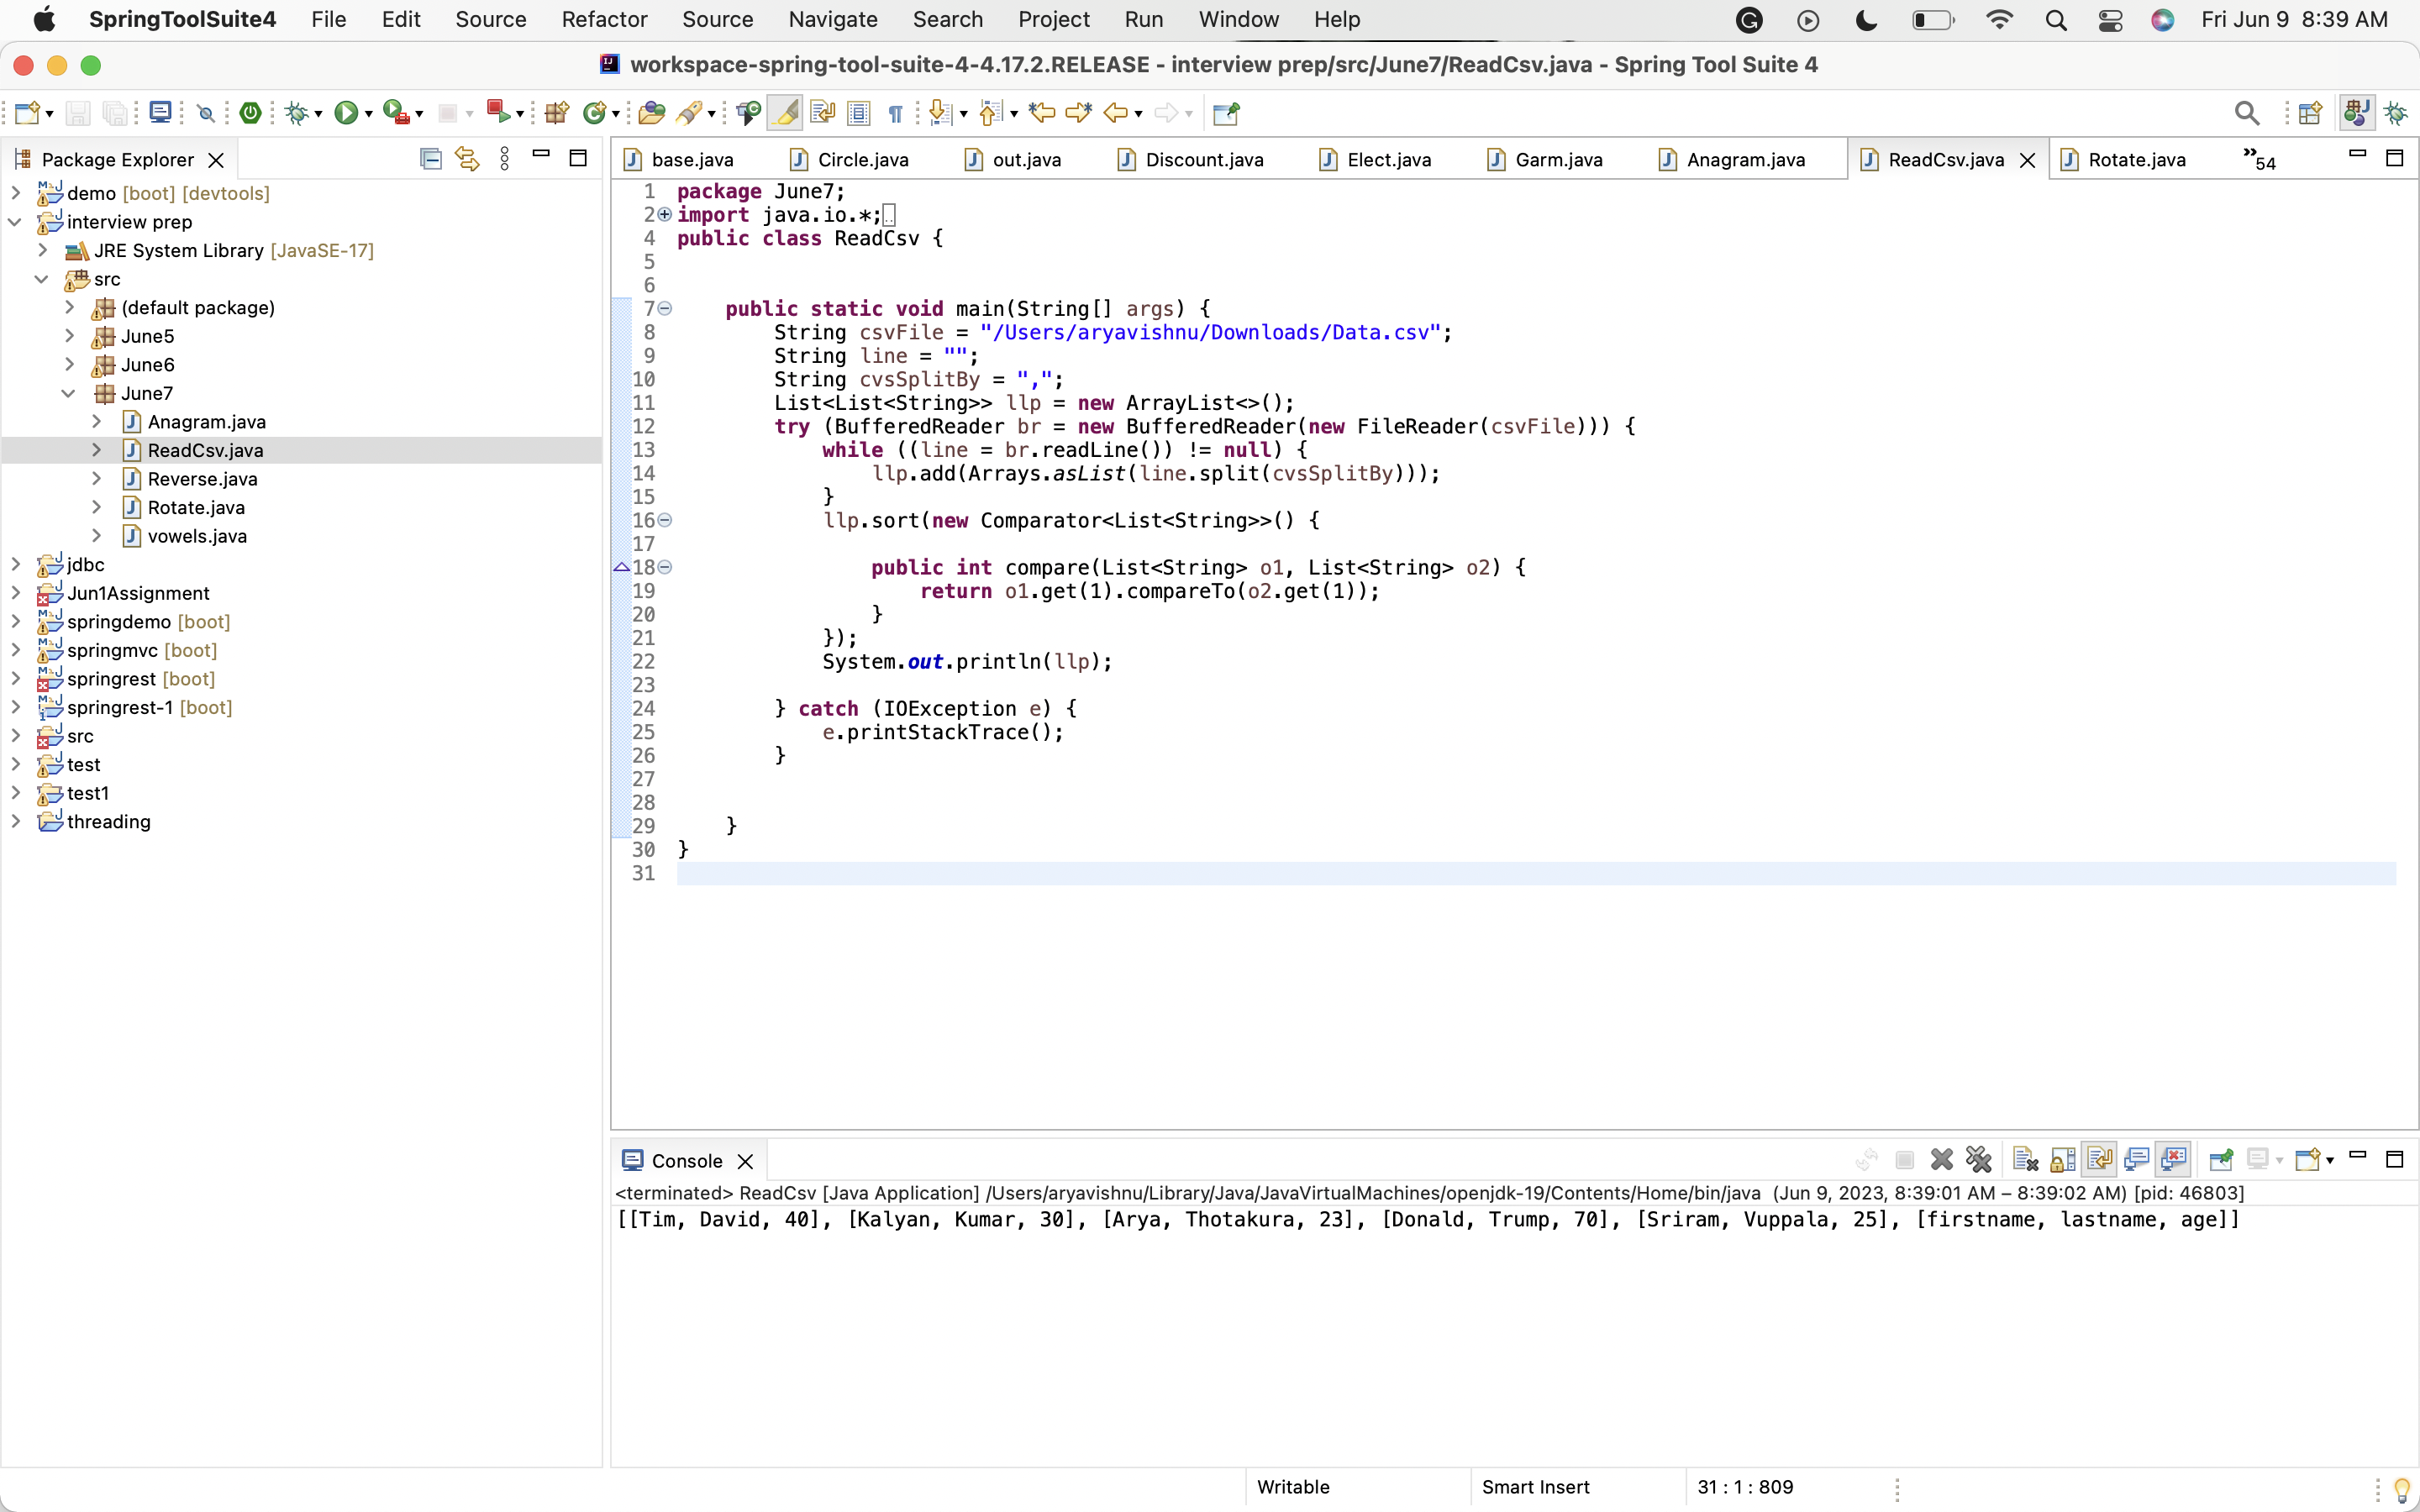 SpringToolSuite4 File Edit Source Refactor Source Navigate Search Project Run Window Help Fri Jun 9 8:39 AM
workspace-spring-tool-suite-4-4.17.2.RELEASE - interview prep/src/June7/ReadCsv.java - Spring Tool Suite 4
Package Explorer
demo [boot] [devtools]
interview prep
JRE System Library [JavaSE-17]
src
(default package)
June5
June6
June7
Anagram.java
ReadCsv.java
Reverse.java
Rotate.java
vowels.java
jdbc
Jun1Assignment
springdemo [boot]
springmvc [boot]
springrest [boot]
springrest-1 [boot]
src
test
test1
threading
base.java Circle.java out.java Discount.java Elect.java Garm.java Anagram.java ReadCsv.java Rotate.java »54
1 package June7;
2 import java.io.*;
4 public class ReadCsv {
5
6
7 public static void main(String[] args) {
8 String csvFile = "/Users/aryavishnu/Downloads/Data.csv";
9 String line = "";
10 String cvsSplitBy = ",";
11 List<List<String>> llp = new ArrayList<>();
12 try (BufferedReader br = new BufferedReader(new FileReader(csvFile))) {
13 while ((line = br.readLine()) != null) {
14 llp.add(Arrays.asList(line.split(cvsSplitBy)));
15 }
16 llp.sort(new Comparator<List<String>>() {
17
18 public int compare(List<String> o1, List<String> o2) {
19 return o1.get(1).compareTo(o2.get(1));
20 }
21 });
22 System.out.println(llp);
23
24 } catch (IOException e) {
25 e.printStackTrace();
26 }
27
28
29 }
30 }
31
Console
<terminated> ReadCsv [Java Application] /Users/aryavishnu/Library/Java/JavaVirtualMachines/openjdk-19/Contents/Home/bin/java (Jun 9, 2023, 8:39:01 AM – 8:39:02 AM) [pid: 46803]
[[Tim, David, 40], [Kalyan, Kumar, 30], [Arya, Thotakura, 23], [Donald, Trump, 70], [Sriram, Vuppala, 25], [firstname, lastname, age]]
Writable Smart Insert 31 : 1 : 809